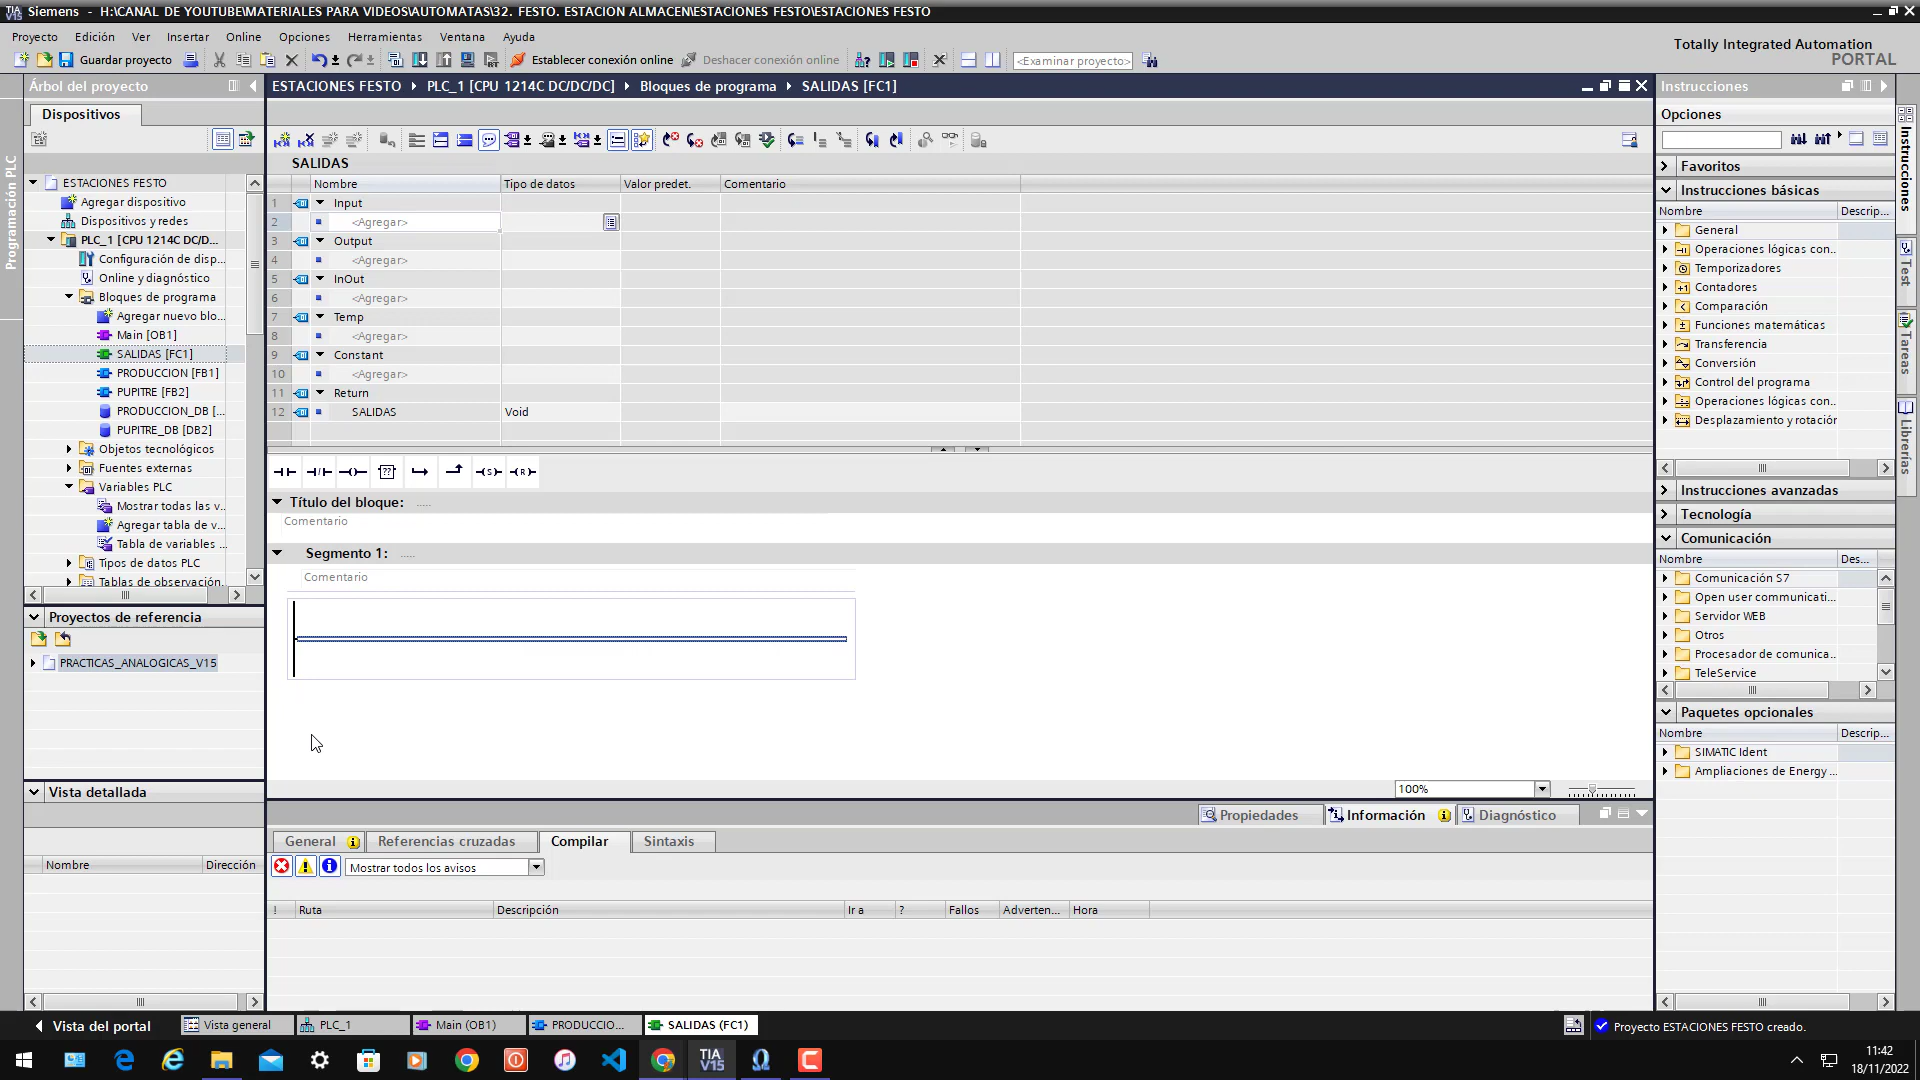 Siemens - H:\CANAL DE YOUTUBE\MATERIALES PARA VIDEOS\AUTOMATAS\32. FESTO. ESTACION ALMACEN\ESTACIONES FESTO\ESTACIONES FESTO
Proyecto Edición Ver Insertar Online Opciones Herramientas Ventana Ayuda
Totally Integrated Automation
PORTAL
Guardar proyecto Establecer conexión online Deshacer conexión online <Examinar proyecto>
Árbol del proyecto
ESTACIONES FESTO PLC_1 [CPU 1214C DC/DC/DC] Bloques de programa SALIDAS [FC1]
Instrucciones
Dispositivos
Opciones
Programación PLC
SALIDAS
Nombre Tipo de datos Valor predet. Comentario
1 Input
2 <Agregar>
3 Output
4 <Agregar>
5 InOut
6 <Agregar>
7 Temp
8 <Agregar>
9 Constant
10 <Agregar>
11 Return
12 SALIDAS Void
ESTACIONES FESTO
Agregar dispositivo
Dispositivos y redes
PLC_1 [CPU 1214C DC/D...
Configuración de disp...
Online y diagnóstico
Bloques de programa
Agregar nuevo blo...
Main [OB1]
SALIDAS [FC1]
PRODUCCION [FB1]
PUPITRE [FB2]
PRODUCCION_DB [...
PUPITRE_DB [DB2]
Objetos tecnológicos
Fuentes externas
Variables PLC
Mostrar todas las v...
Agregar tabla de v...
Tabla de variables ...
Tipos de datos PLC
Tablas de observación...
Proyectos de referencia
PRACTICAS_ANALOGICAS_V15
Vista detallada
Nombre Dirección
Título del bloque: .....
Comentario
Segmento 1: .....
Comentario
100%
Propiedades Información Diagnóstico
General Referencias cruzadas Compilar Sintaxis
Mostrar todos los avisos
! Ruta Descripción Ir a ? Fallos Adverten... Hora
Favoritos
Instrucciones básicas
Nombre Descrip...
General
Operaciones lógicas con...
Temporizadores
Contadores
Comparación
Funciones matemáticas
Transferencia
Conversión
Control del programa
Operaciones lógicas con...
Desplazamiento y rotación
Instrucciones avanzadas
Tecnología
Comunicación
Nombre Des...
Comunicación S7
Open user communicati...
Servidor WEB
Otros
Procesador de comunica...
TeleService
Paquetes opcionales
Nombre Descrip...
SIMATIC Ident
Ampliaciones de Energy ...
Instrucciones
Test
Tareas
Librerías
Vista del portal Vista general PLC_1 Main (OB1) PRODUCCIO... SALIDAS (FC1) Proyecto ESTACIONES FESTO creado.
TIA
V15
11:42
18/11/2022